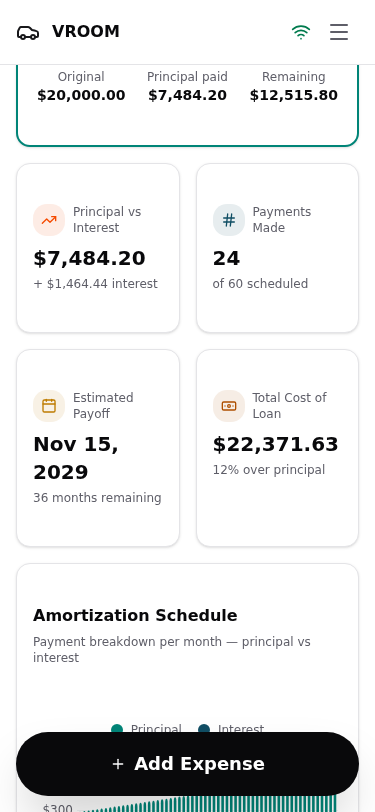 VROOM
Original Principal paid Remaining
$20,000.00 $7,484.20 $12,515.80
Principal vs
Interest
$7,484.20
+ $1,464.44 interest
Payments
Made
24
of 60 scheduled
Estimated
Payoff
Nov 15,
2029
36 months remaining
Total Cost of
Loan
$22,371.63
12% over principal
Amortization Schedule
Payment breakdown per month — principal vs
interest
Principal Interest
+ Add Expense
$300